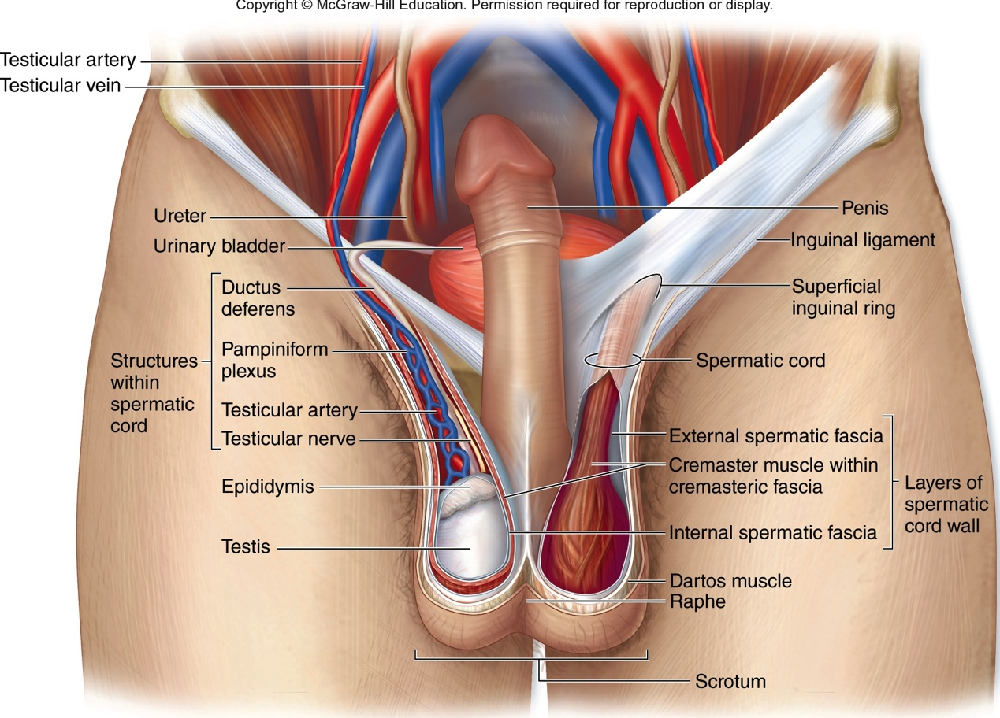 Copyright © McGraw-Hill Education. Permission required for reproduction or display.
Testicular artery
Testicular vein
Ureter
Urinary bladder
Ductus
deferens
Pampiniform
plexus
Structures
within
spermatic
cord
Testicular artery
Testicular nerve
Epididymis
Testis
Penis
Inguinal ligament
Superficial
inguinal ring
Spermatic cord
External spermatic fascia
Cremaster muscle within
cremasteric fascia
Internal spermatic fascia
Layers of
spermatic
cord wall
Dartos muscle
Raphe
Scrotum